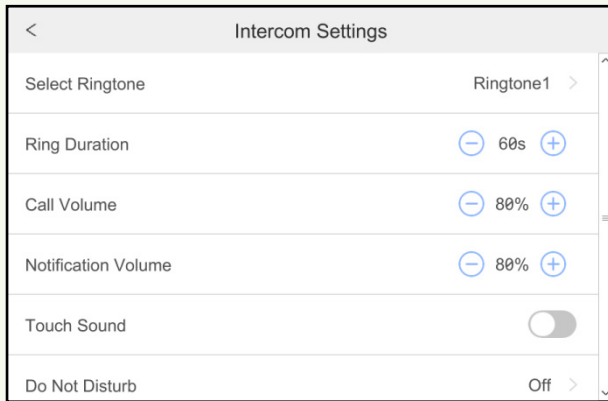 Intercom Settings
Select Ringtone Ringtone1
Ring Duration 60s
Call Volume 80%
Notification Volume 80%
Touch Sound
Do Not Disturb Off